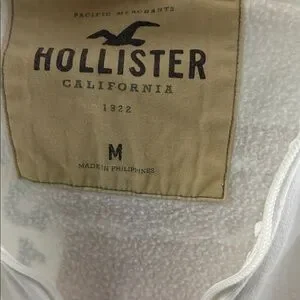 PACIFIC MERCHANTS
HOLLISTER
CALIFORNIA
1922
M
MADE IN PHILIPPINES